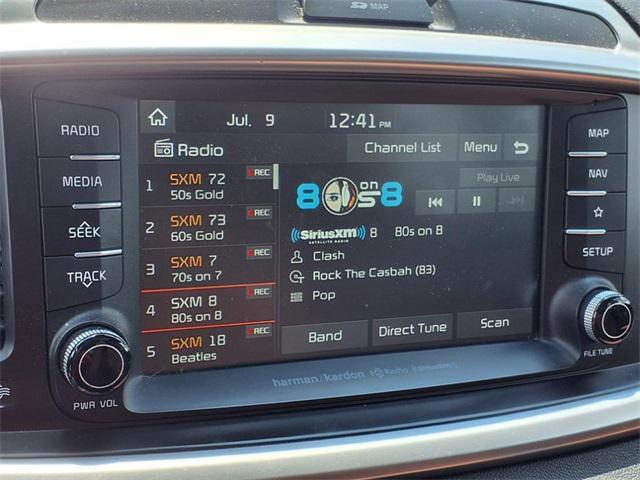 SD MAP
Jul. 9 12:41 PM
Radio
Channel List Menu
1 SXM 72 REC
50s Gold
2 SXM 73 REC
60s Gold
3 SXM 7 REC
70s on 7
4 SXM 8 REC
80s on 8
5 SXM 18 REC
Beatles
Play Live
80s on 8
SiriusXM 8 80s on 8
SATELLITE RADIO
Clash
Rock The Casbah (83)
Pop
Band Direct Tune Scan
harman/kardon HD Radio
RADIO
MEDIA
SEEK
TRACK
PWR VOL
MAP
NAV
SETUP
FILE TUNE